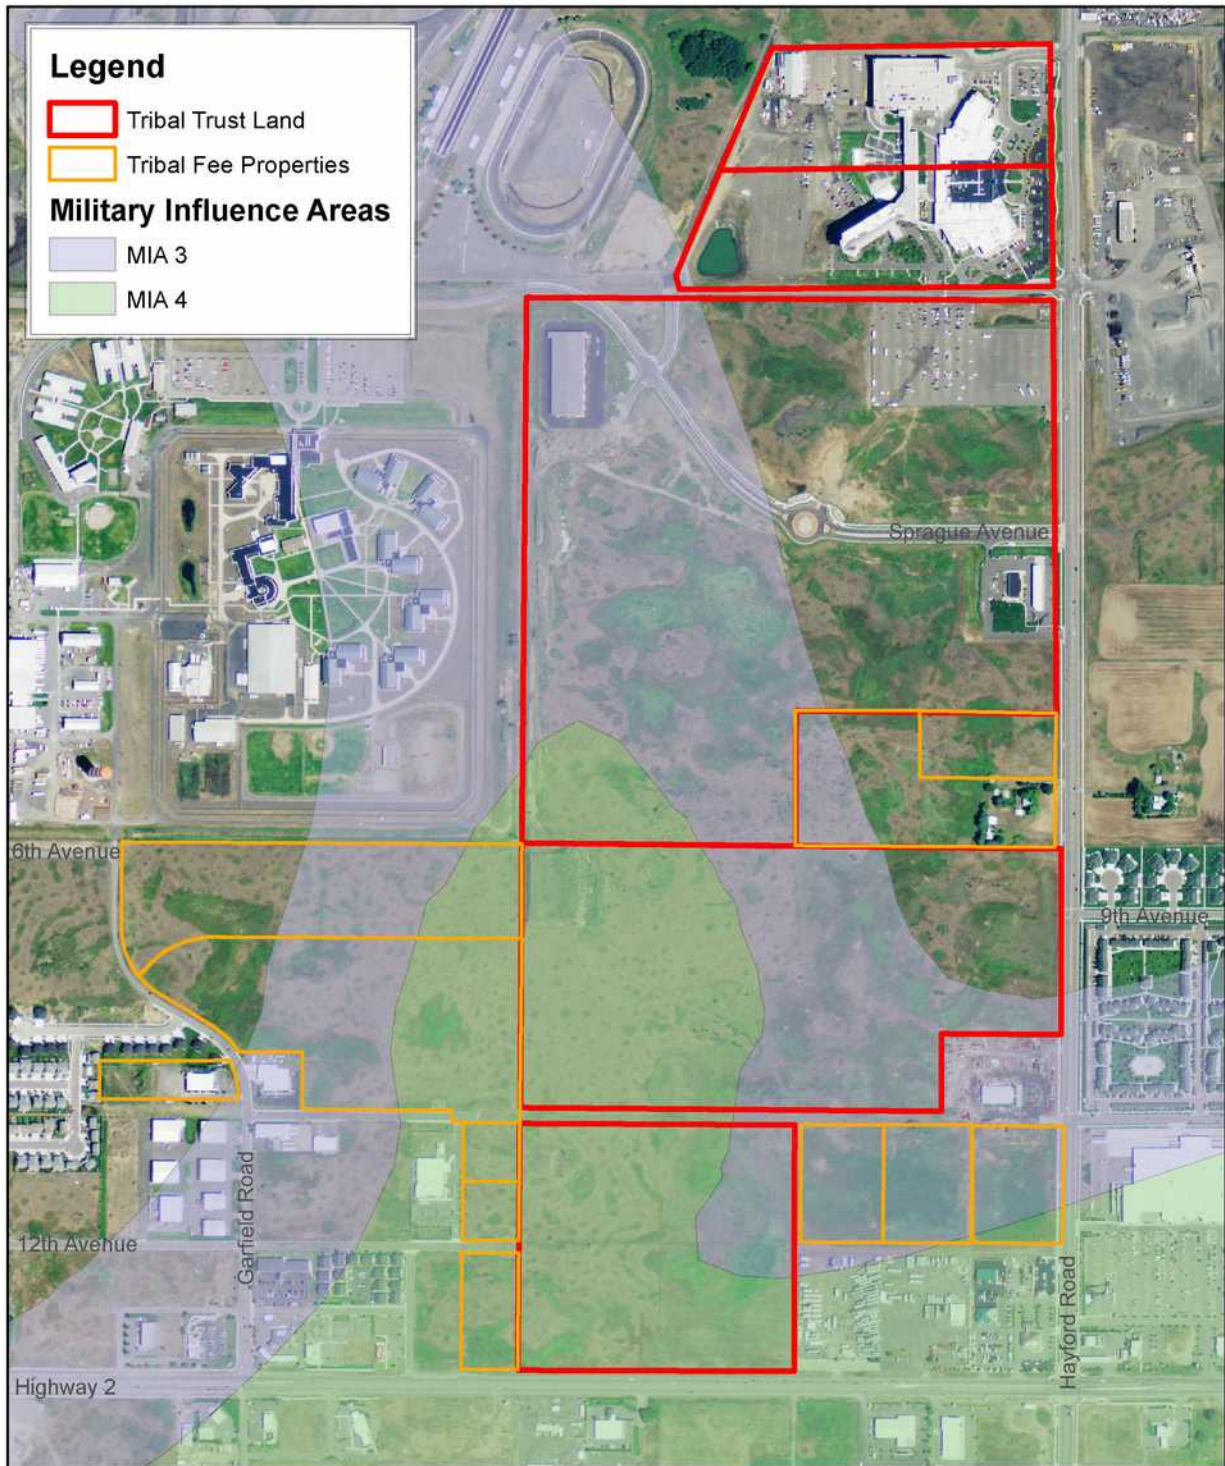 Legend
Tribal Trust Land
Tribal Fee Properties
Military Influence Areas
MIA 3
MIA 4
Sprague Avenue
6th Avenue
9th Avenue
Garfield Road
12th Avenue
Hayford Road
Highway 2